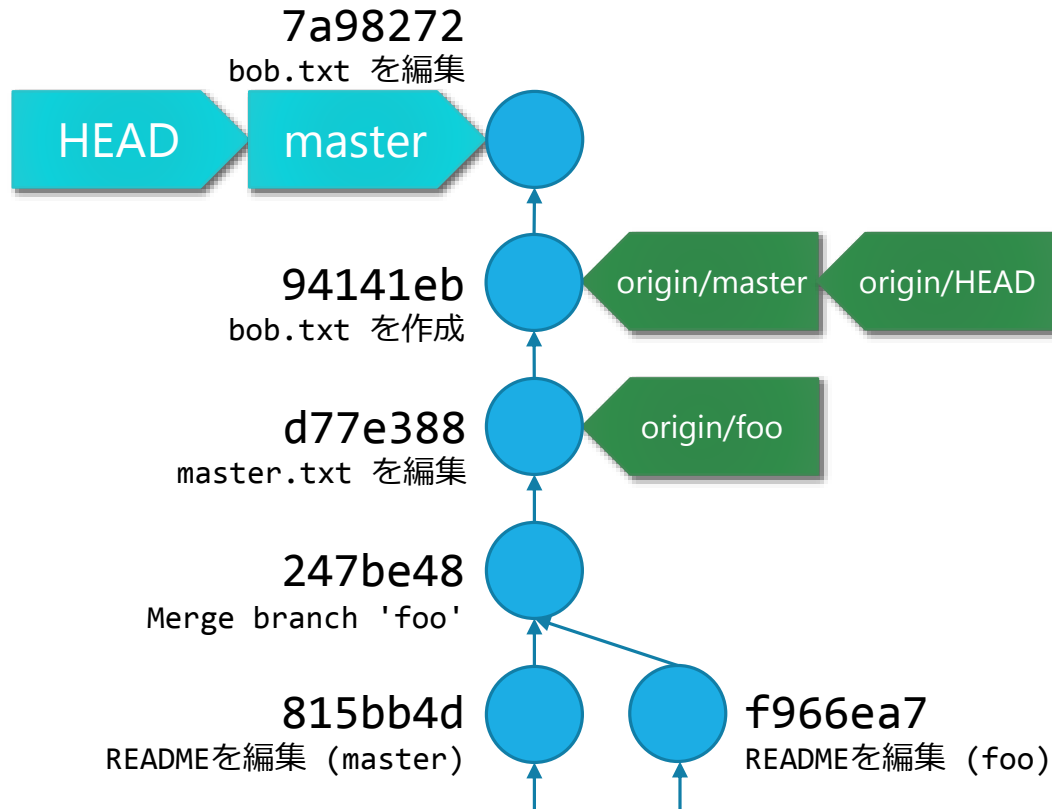 7a98272
bob.txt を編集
HEAD
master
94141eb
bob.txt を作成
origin/master
origin/HEAD
d77e388
master.txt を編集
origin/foo
247be48
Merge branch 'foo'
815bb4d
READMEを編集 (master)
f966ea7
READMEを編集 (foo)